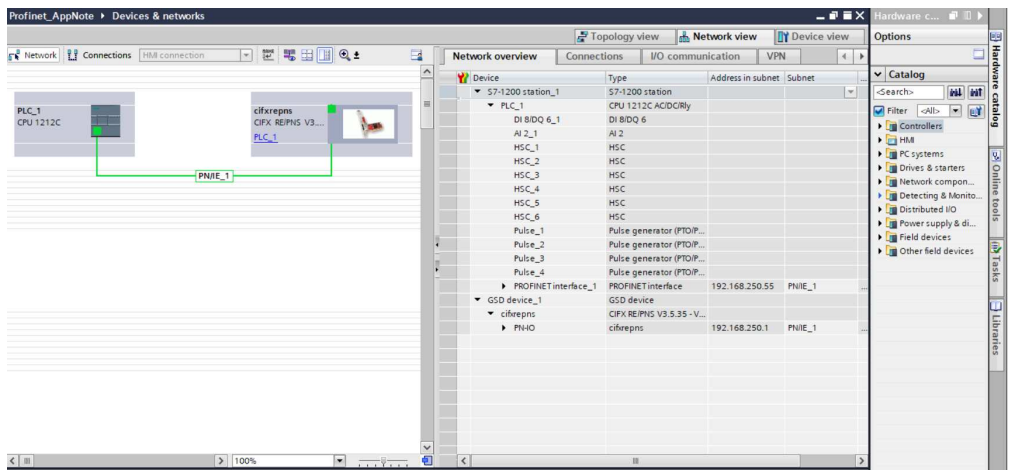 Profinet_AppNote ▸ Devices & networks
Hardware c...
Topology view
Network view
Device view
Options
Network
Connections
HMI connection
Network overview
Connections
I/O communication
VPN
Device
Type
Address in subnet
Subnet
...
S7-1200 station_1
S7-1200 station
PLC_1
CPU 1212C AC/DC/Rly
DI 8/DQ 6_1
DI 8/DQ 6
AI 2_1
AI 2
HSC_1
HSC
HSC_2
HSC
HSC_3
HSC
HSC_4
HSC
HSC_5
HSC
HSC_6
HSC
Pulse_1
Pulse generator (PTO/P...
Pulse_2
Pulse generator (PTO/P...
Pulse_3
Pulse generator (PTO/P...
Pulse_4
Pulse generator (PTO/P...
PROFINET interface_1
PROFINET interface
192.168.250.55
PN/IE_1
...
GSD device_1
GSD device
cifxrepns
CIFX RE/PNS V3.5.35 - V...
PN-IO
cifxrepns
192.168.250.1
PN/IE_1
...
PLC_1
CPU 1212C
cifxrepns
CIFX RE/PNS V3....
PLC_1
PN/IE_1
100%
Catalog
<Search>
Filter
<All>
Controllers
HMI
PC systems
Drives & starters
Network compon...
Detecting & Monito...
Distributed I/O
Power supply & di...
Field devices
Other field devices
Hardware catalog
Online tools
Tasks
Libraries